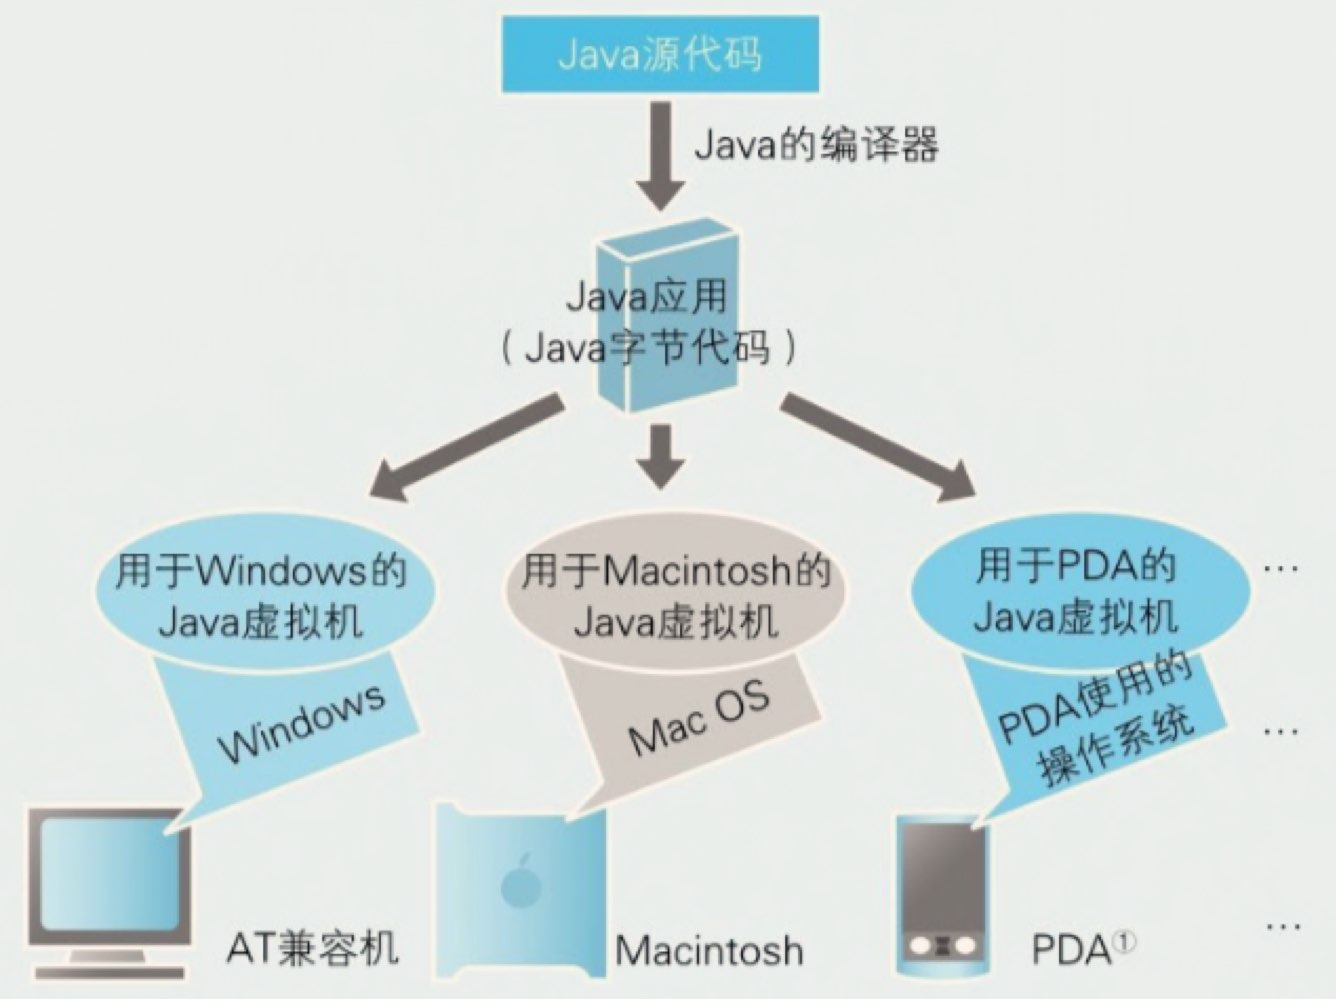 Java源代码
Java的编译器
Java应用
（Java字节代码）
用于Windows的
Java虚拟机
用于Macintosh的
Java虚拟机
用于PDA的
Java虚拟机
…
Windows
Mac OS
PDA使用的
操作系统
…
AT兼容机
Macintosh
PDA①
…